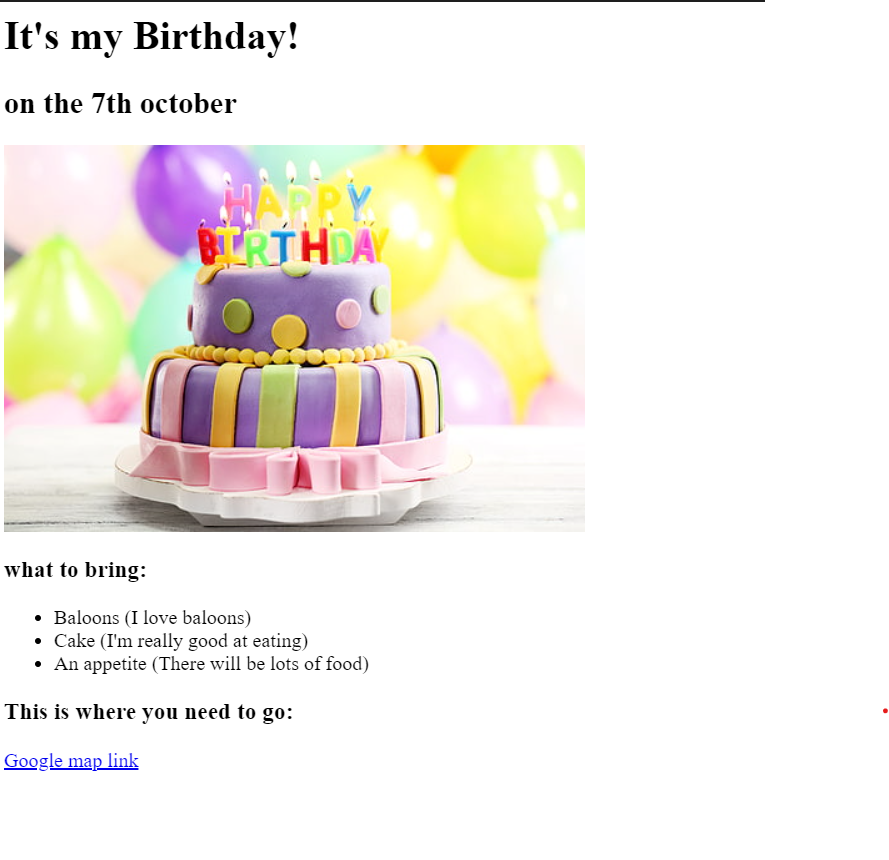 It's my Birthday!
on the 7th october
HAPPY
BIRTHDAY
what to bring:
Baloons (I love baloons)
Cake (I'm really good at eating)
An appetite (There will be lots of food)
This is where you need to go:
Google map link